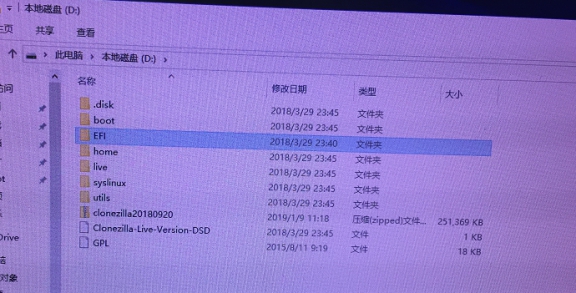 本地磁盘 (D:)
共享 查看
此电脑 › 本地磁盘 (D:) ›
名称 修改日期 类型 大小
.disk 2018/3/29 23:45 文件夹
boot 2018/3/29 23:45 文件夹
EFI 2018/3/29 23:40 文件夹
home 2018/3/29 23:45 文件夹
live 2018/3/29 23:45 文件夹
syslinux 2018/3/29 23:45 文件夹
utils 2018/3/29 23:45 文件夹
clonezilla20180920 2019/1/9 11:18 压缩(zipped)文件... 251,369 KB
Clonezilla-Live-Version-DSD 2018/3/29 23:45 文件 1 KB
GPL 2015/8/11 9:19 文件 18 KB
Drive
对象